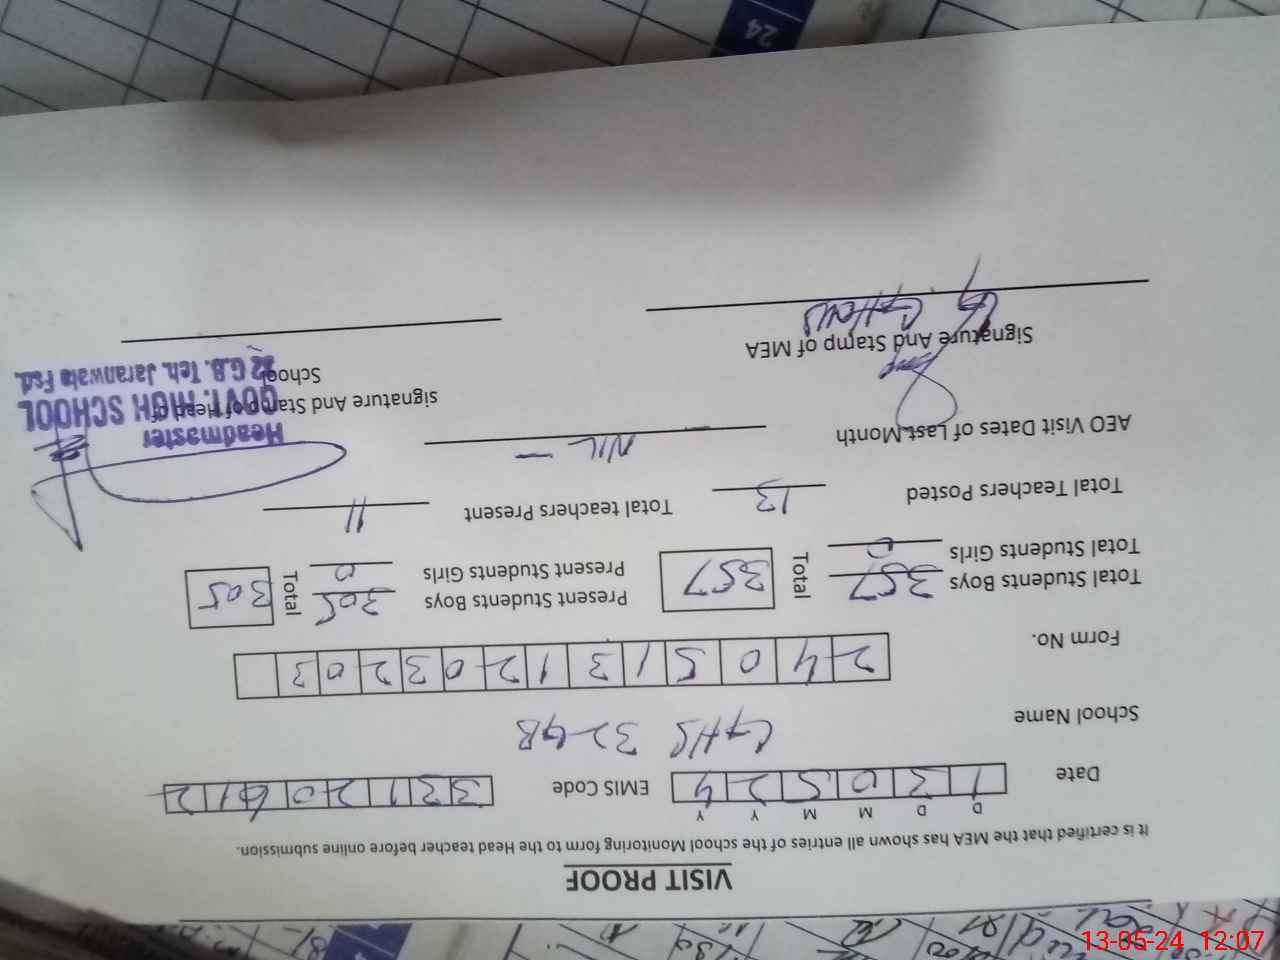 VISIT PROOF
It is certified that the MEA has shown all entries of the school Monitoring form to the Head teacher before online submission.
D D M M Y Y
Date 1 3 0 5 2 4 EMIS Code 3 3 1 1 2 0 6 1 2
School Name GHS 32-GB
Form No. 2 4 0 5 1 3 1 2 0 3 2 0 3
Total Students Boys 357 Total 357 Present Students Boys 305 Total 305
Total Students Girls 0 Present Students Girls 0
Total Teachers Posted 13 Total teachers Present 11
AEO Visit Dates of Last Month NIL
Signature And Stamp of MEA
Signature And Stamp of Head of School
Headmaster
GOVT. HIGH SCHOOL
32 G.B. Teh. Jaranwala Fsd.
24
13-05-24 12:07